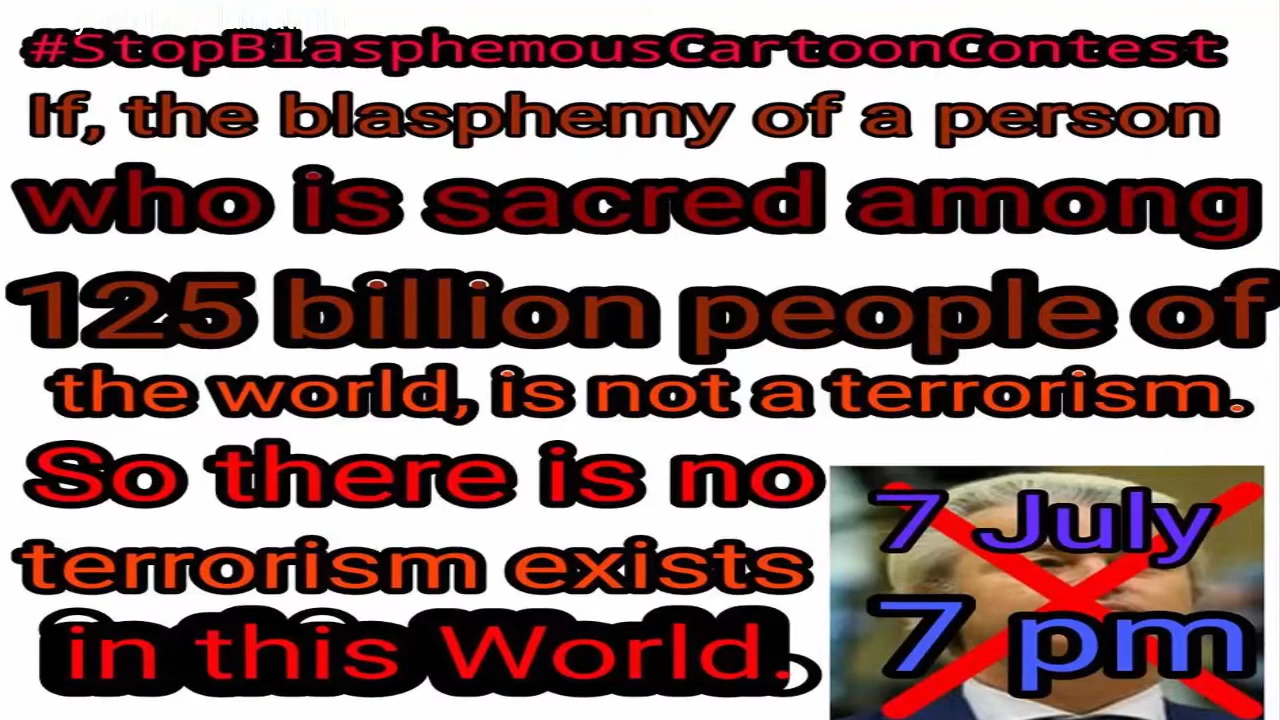 #StopBlasphemousCartoonContest
If, the blasphemy of a person
who is sacred among
125 billion people of
the world, is not a terrorism.
So there is no
terrorism exists
in this World.
7 July
7 pm